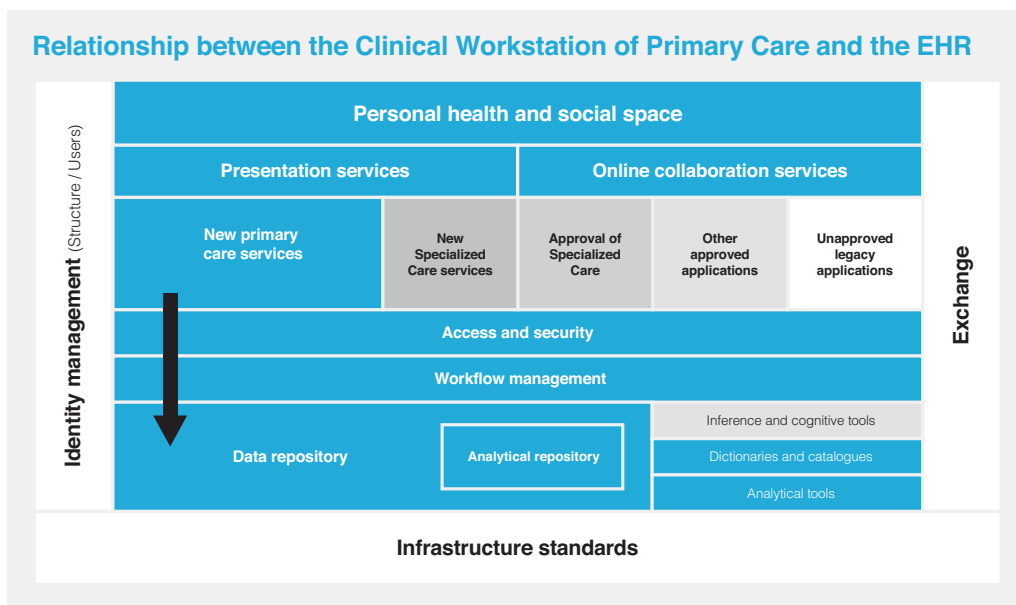 Relationship between the Clinical Workstation of Primary Care and the EHR
Identity management (Structure / Users)
Personal health and social space
Presentation services
Online collaboration services
New primary
care services
New
Specialized
Care services
Approval of
Specialized
Care
Other
approved
applications
Unapproved
legacy
applications
Access and security
Workflow management
Data repository
Analytical repository
Inference and cognitive tools
Dictionaries and catalogues
Analytical tools
Exchange
Infrastructure standards